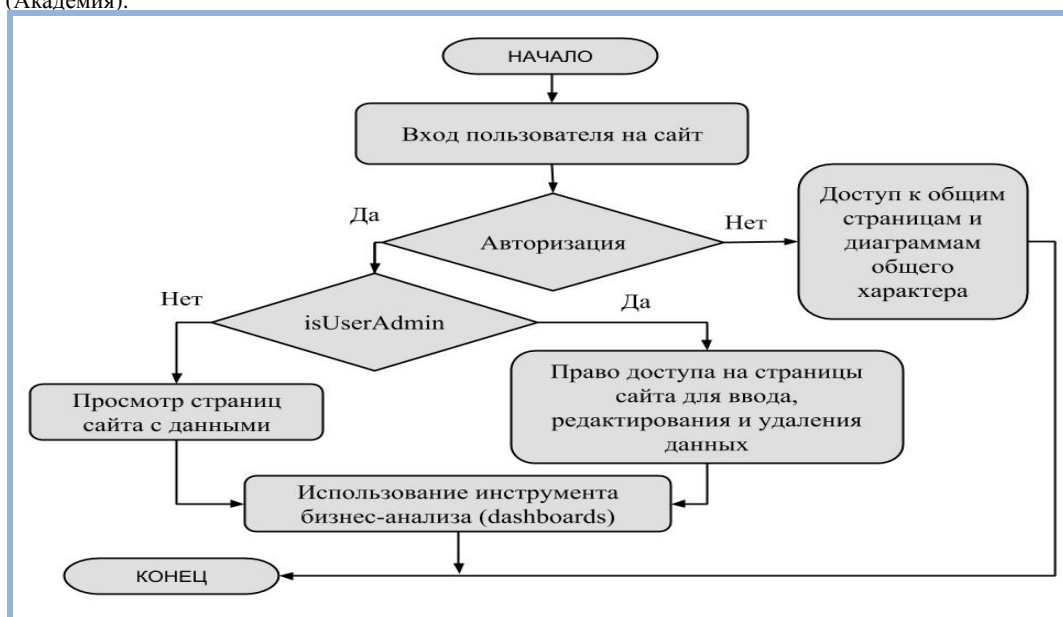 (Академия).
НАЧАЛО
Вход пользователя на сайт
Да
Авторизация
Нет
Доступ к общим
страницам и
диаграммам
общего
характера
Нет
isUserAdmin
Да
Просмотр страниц
сайта с данными
Право доступа на страницы
сайта для ввода,
редактирования и удаления
данных
Использование инструмента
бизнес-анализа (dashboards)
КОНЕЦ